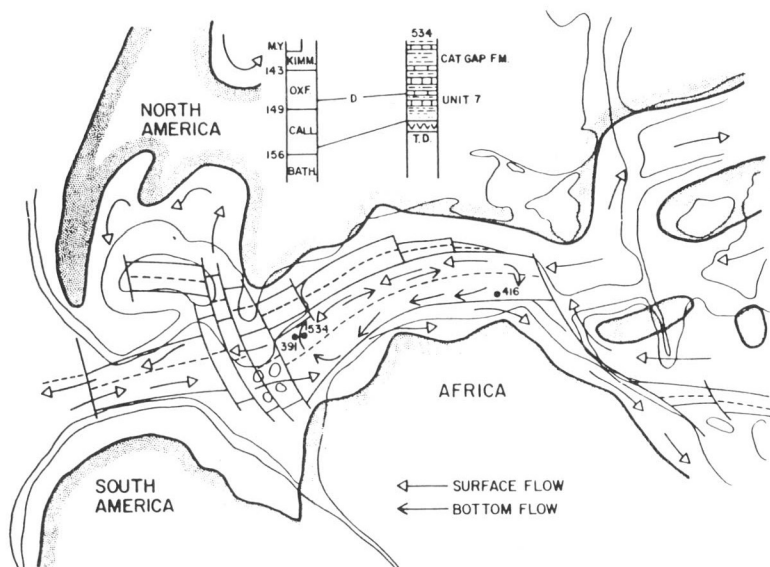 M.Y.
KIMM.
143
OXF.
149
CALL.
156
BATH.
D
534
CAT GAP FM.
UNIT 7
T.D.
NORTH
AMERICA
416
534
391
AFRICA
SOUTH
AMERICA
SURFACE FLOW
BOTTOM FLOW